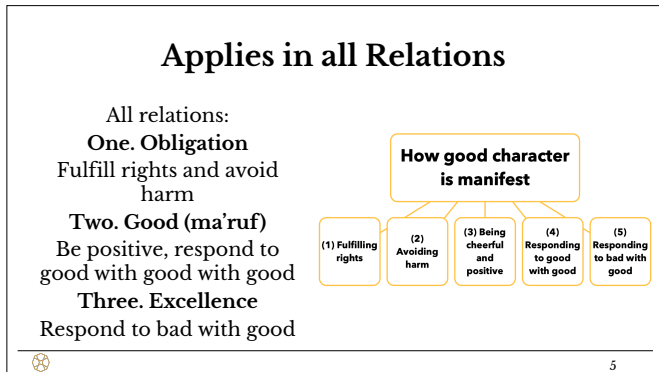 Applies in all Relations
All relations:
One. Obligation
Fulfill rights and avoid
harm
Two. Good (ma’ruf)
Be positive, respond to
good with good with good
Three. Excellence
Respond to bad with good
How good character
is manifest
(1) Fulfilling
rights
(2)
Avoiding
harm
(3) Being
cheerful
and
positive
(4)
Responding
to good
with good
(5)
Responding
to bad with
good
5